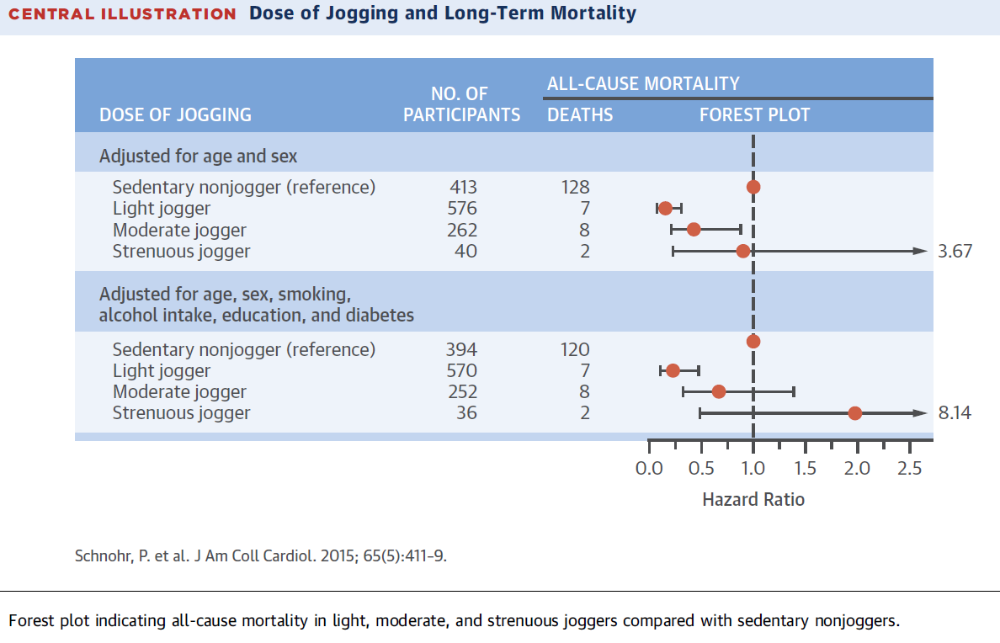 CENTRAL ILLUSTRATION Dose of Jogging and Long-Term Mortality
ALL-CAUSE MORTALITY
NO. OF
DOSE OF JOGGING PARTICIPANTS DEATHS FOREST PLOT
Adjusted for age and sex
Sedentary nonjogger (reference) 413 128
Light jogger 576 7
Moderate jogger 262 8
Strenuous jogger 40 2 3.67
Adjusted for age, sex, smoking,
alcohol intake, education, and diabetes
Sedentary nonjogger (reference) 394 120
Light jogger 570 7
Moderate jogger 252 8
Strenuous jogger 36 2 8.14
0.0 0.5 1.0 1.5 2.0 2.5
Hazard Ratio
Schnohr, P. et al. J Am Coll Cardiol. 2015; 65(5):411–9.
Forest plot indicating all-cause mortality in light, moderate, and strenuous joggers compared with sedentary nonjoggers.